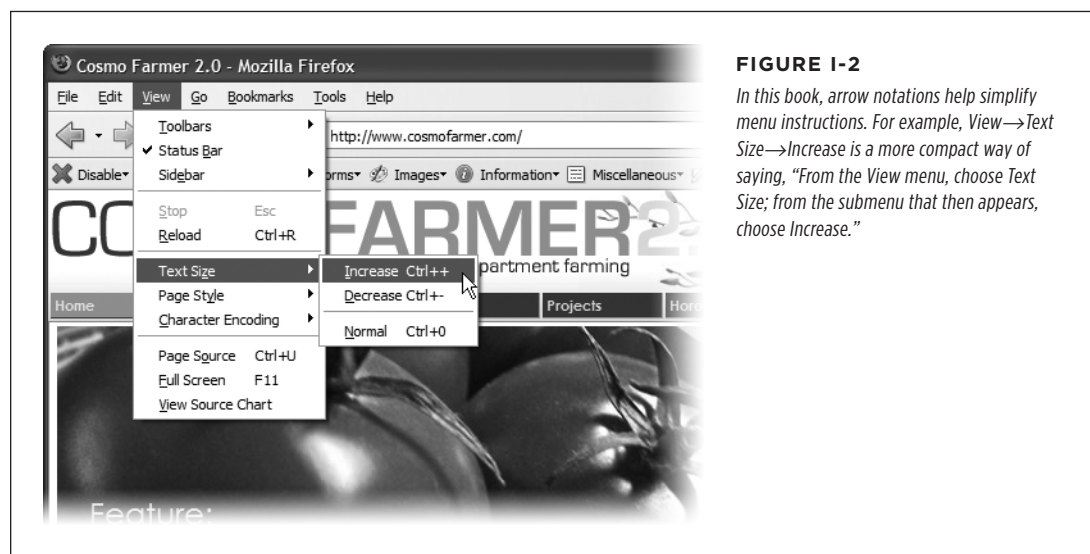 Cosmo Farmer 2.0 - Mozilla Firefox
File Edit View Go Bookmarks Tools Help
Toolbars
Status Bar
Sidebar
Stop Esc
Reload Ctrl+R
Text Size
Page Style
Character Encoding
Page Source Ctrl+U
Full Screen F11
View Source Chart
Increase Ctrl++
Decrease Ctrl+-
Normal Ctrl+0
http://www.cosmofarmer.com/
Disable
Images Information Miscellaneous
FARMER 2
farming
Home Projects
Feature:
FIGURE I-2
In this book, arrow notations help simplify
menu instructions. For example, View→Text
Size→Increase is a more compact way of
saying, “From the View menu, choose Text
Size; from the submenu that then appears,
choose Increase.”